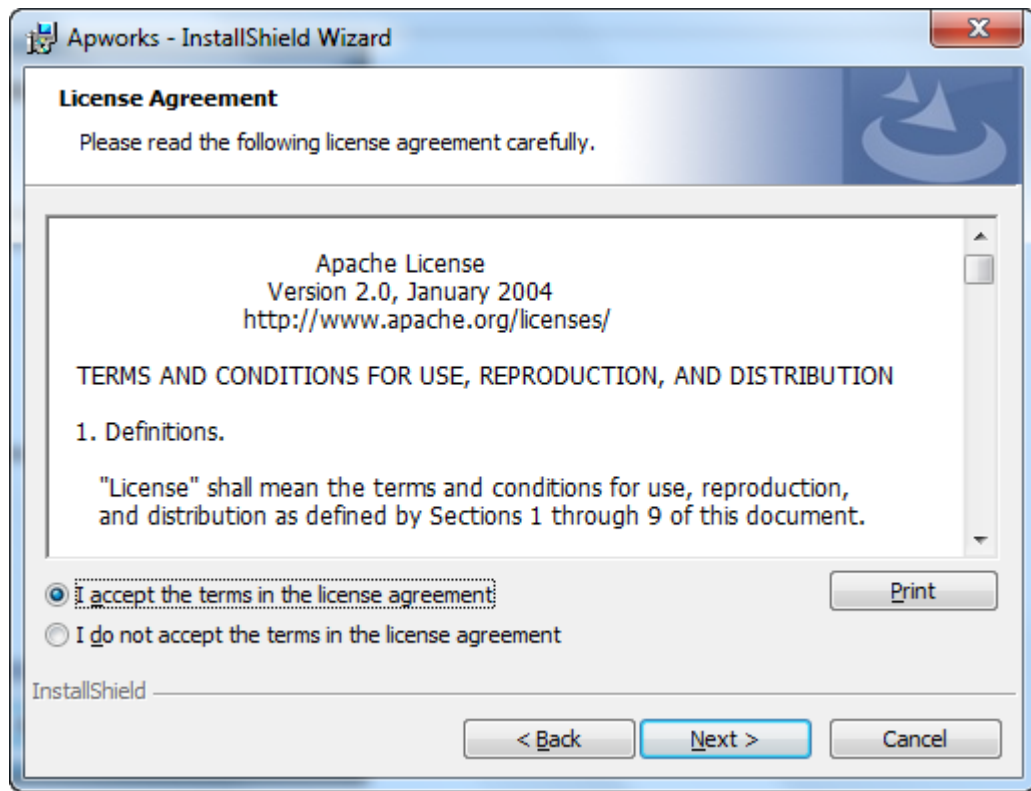 Apworks - InstallShield Wizard
License Agreement
Please read the following license agreement carefully.
Apache License
Version 2.0, January 2004
http://www.apache.org/licenses/
TERMS AND CONDITIONS FOR USE, REPRODUCTION, AND DISTRIBUTION
1. Definitions.
"License" shall mean the terms and conditions for use, reproduction,
and distribution as defined by Sections 1 through 9 of this document.
I accept the terms in the license agreement
Print
I do not accept the terms in the license agreement
InstallShield
< Back
Next >
Cancel